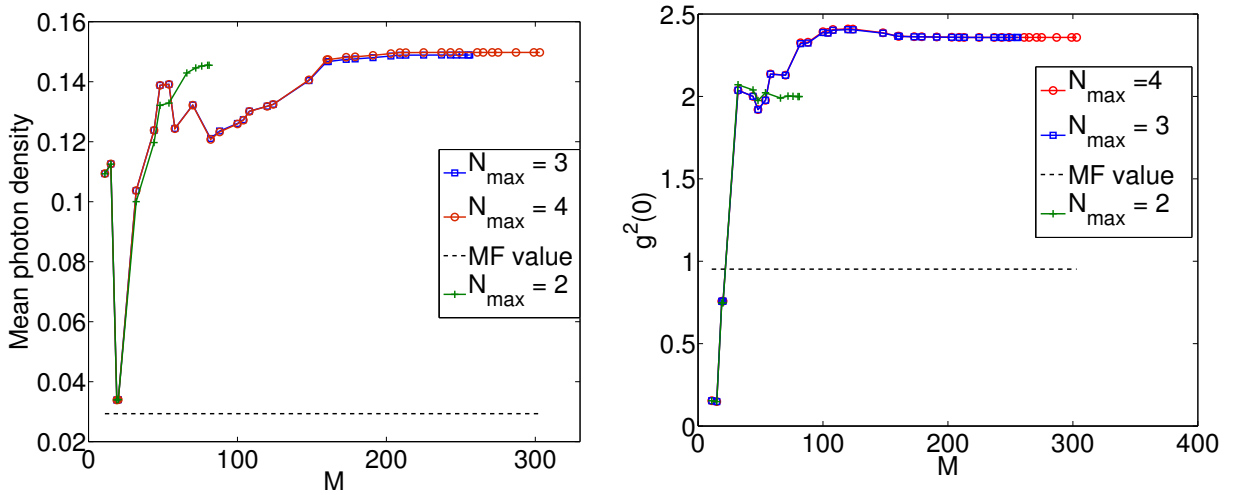 0.16
0.14
0.12
0.1
0.08
0.06
0.04
0.02
Mean photon density
0
100
200
300
M
N_max = 3
N_max = 4
MF value
N_max = 2
2.5
2
1.5
1
0.5
0
g^2(0)
0
100
200
300
400
M
N_max =4
N_max = 3
MF value
N_max = 2